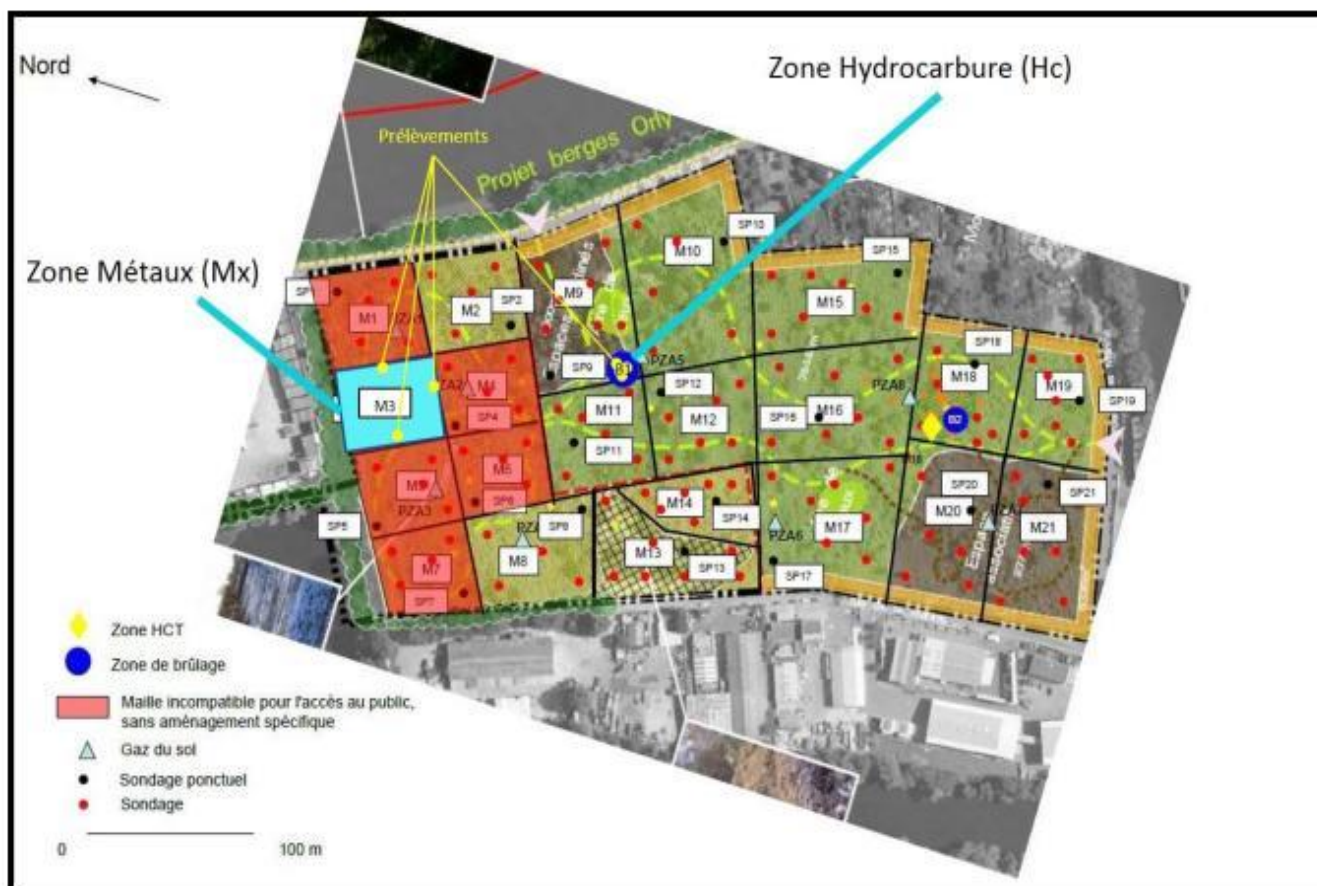 Nord
Zone Hydrocarbure (Hc)
Prélèvements
Projet berges Orly
Zone Métaux (Mx)
SP10
M10
SP15
M9
M2
SP2
M1
M15
SP18
SP9
B1
PZA5
M18
M19
SP12
PZA8
SP19
M3
M4
SP4
M11
M12
SP16
M16
B2
SP11
M5
M6
SP6
SP20
SP21
PZA3
M14
SP14
M20
M21
SP5
SP8
PZA6
M17
M8
M13
SP13
M7
SP17
SP7
Zone HCT
Zone de brûlage
Maille incompatible pour l'accès au public,
sans aménagement spécifique
Gaz du sol
Sondage ponctuel
Sondage
0 100 m